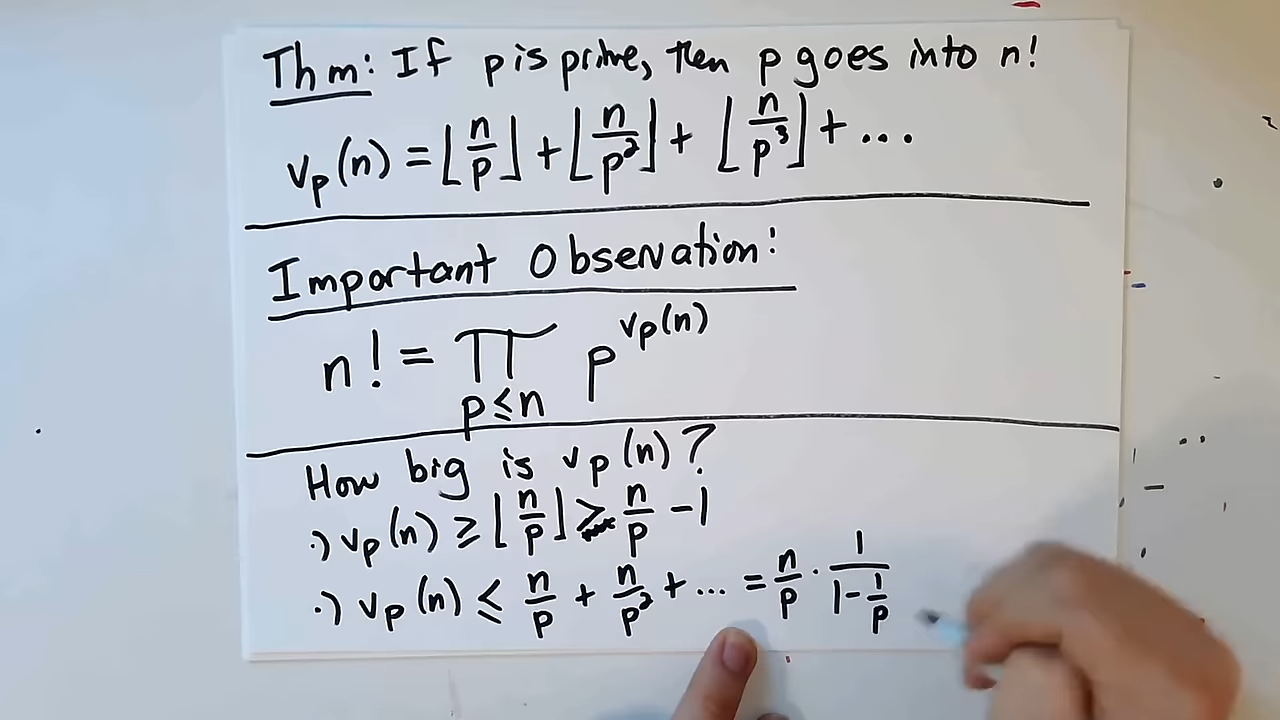 Thm: If p is prime, then p goes into n!
v_p(n) = ⌊n/p⌋ + ⌊n/p²⌋ + ⌊n/p³⌋ + ...
Important Observation:
n! = ∏_{p≤n} p^{v_p(n)}
How big is v_p(n)?
·) v_p(n) ≥ ⌊n/p⌋ ≥ n/p - 1
·) v_p(n) ≤ n/p + n/p² + ... = n/p · 1/(1 - 1/p)